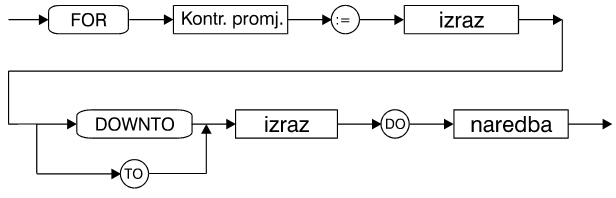 FOR Kontr. promj. := izraz
DOWNTO izraz DO naredba
TO